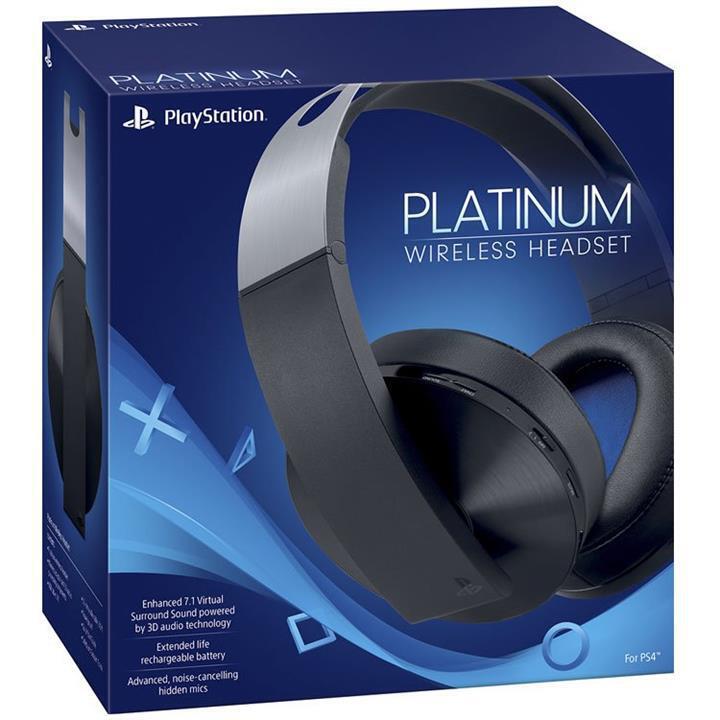 PlayStation
PLATINUM
WIRELESS HEADSET
PlayStation
PLATINUM
WIRELESS HEADSET
Enhanced 7.1 Virtual
Surround Sound powered
by 3D audio technology
Extended life
rechargeable battery
Advanced, noise-cancelling
hidden mics
For PS4™